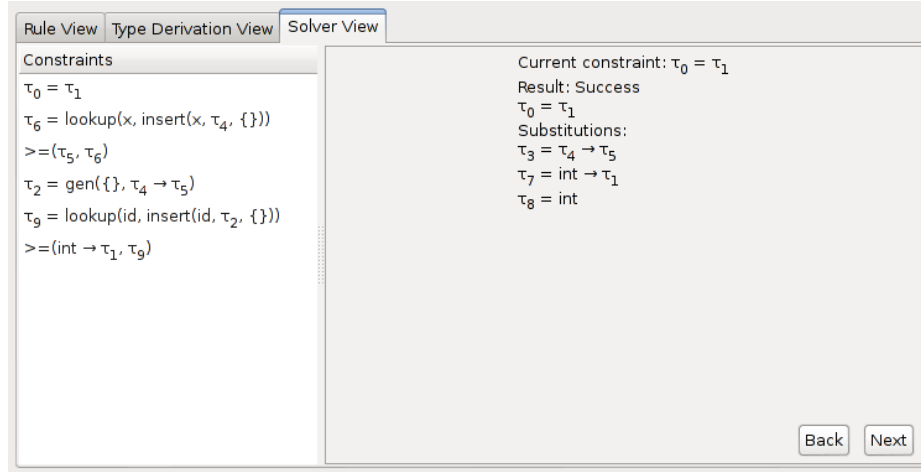 Rule View Type Derivation View Solver View
Constraints
τ₀ = τ₁
τ₆ = lookup(x, insert(x, τ₄, {}))
>=(τ₅, τ₆)
τ₂ = gen({}, τ₄ → τ₅)
τ₉ = lookup(id, insert(id, τ₂, {}))
>=(int → τ₁, τ₉)
Current constraint: τ₀ = τ₁
Result: Success
τ₀ = τ₁
Substitutions:
τ₃ = τ₄ → τ₅
τ₇ = int → τ₁
τ₈ = int
Back Next